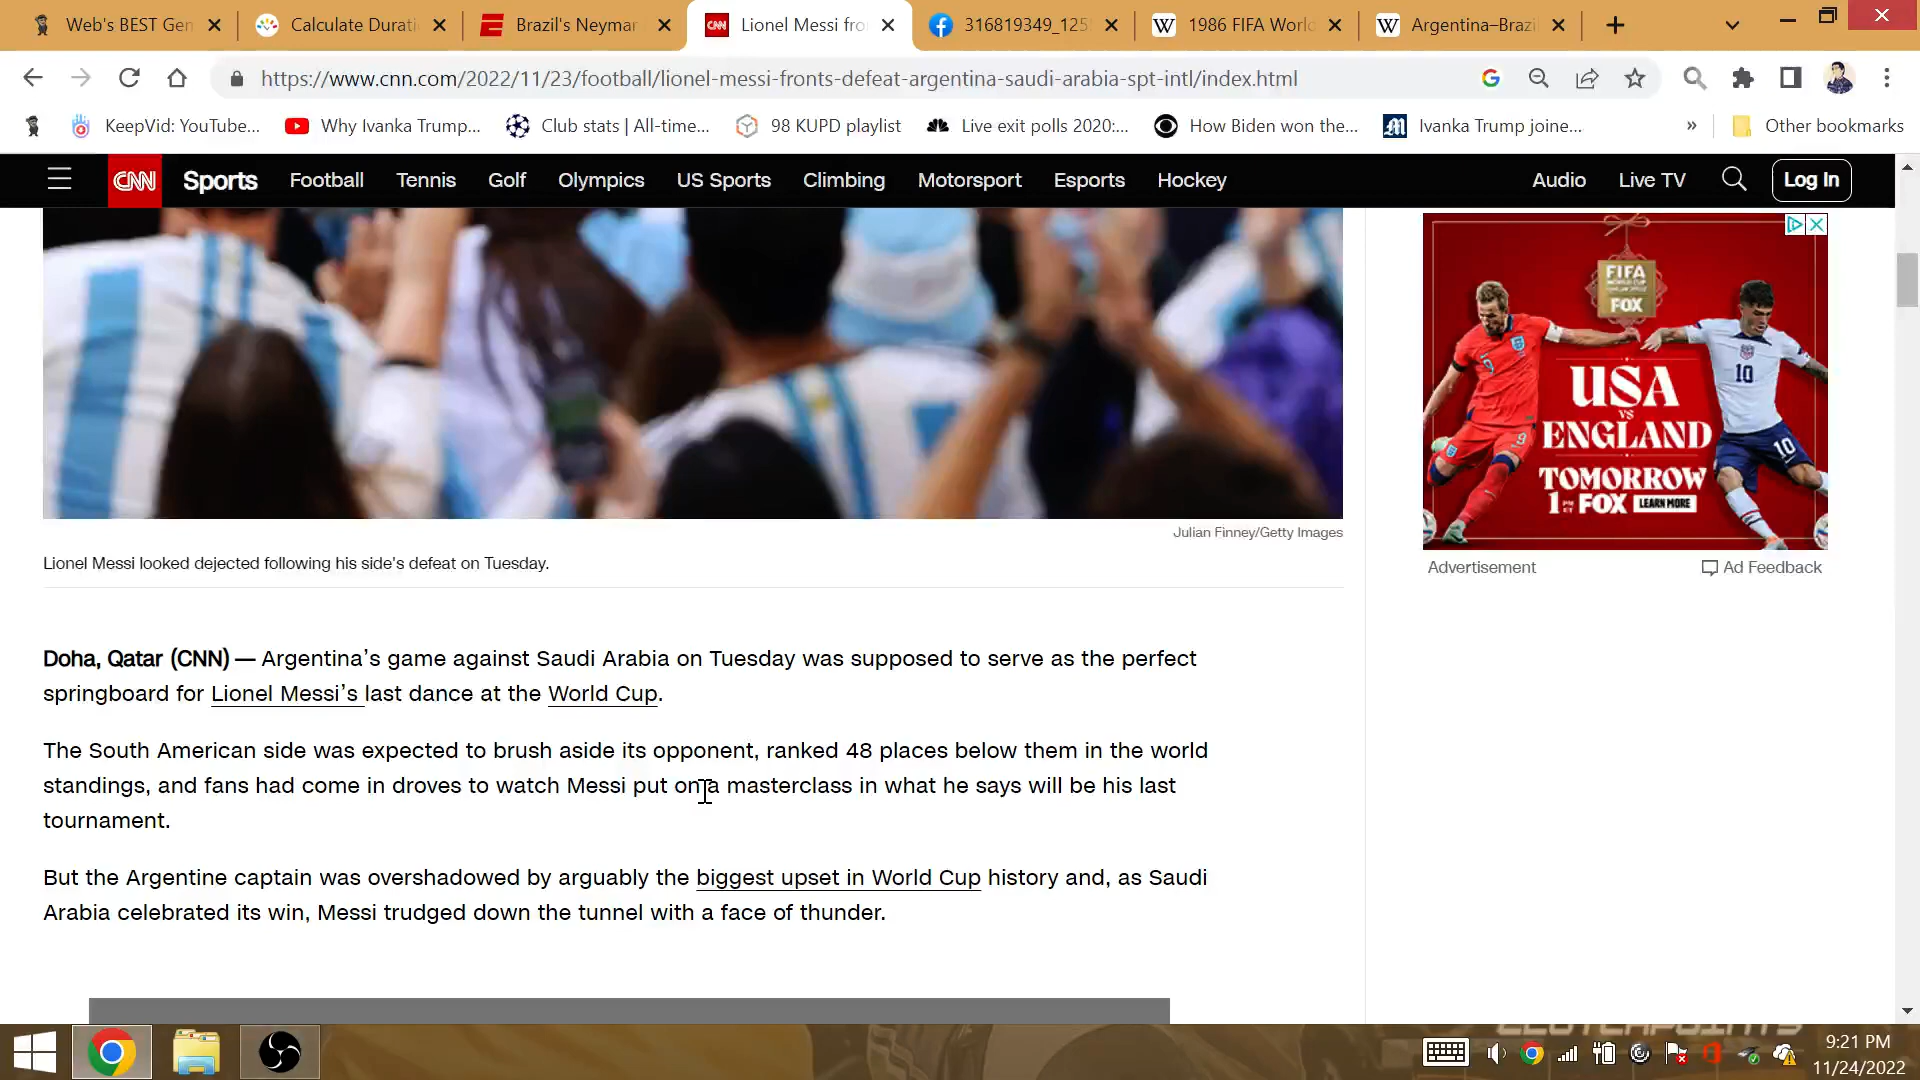 Web's BEST Gen
Calculate Durati
Brazil's Neymar
CNN Lionel Messi fro
316819349_125
W 1986 FIFA World
W Argentina–Brazi
https://www.cnn.com/2022/11/23/football/lionel-messi-fronts-defeat-argentina-saudi-arabia-spt-intl/index.html
KeepVid: YouTube...
Why Ivanka Trump...
Club stats | All-time...
98 KUPD playlist
Live exit polls 2020:...
How Biden won the...
Ivanka Trump joine...
»
Other bookmarks
CNN Sports Football Tennis Golf Olympics US Sports Climbing Motorsport Esports Hockey
Audio Live TV Log In
FIFA
FOX
USA
VS
ENGLAND
TOMORROW
1PM ET FOX LEARN MORE
10
10
9
Advertisement
Ad Feedback
Julian Finney/Getty Images
Lionel Messi looked dejected following his side's defeat on Tuesday.
Doha, Qatar (CNN) — Argentina's game against Saudi Arabia on Tuesday was supposed to serve as the perfect
springboard for Lionel Messi's last dance at the World Cup.
The South American side was expected to brush aside its opponent, ranked 48 places below them in the world
standings, and fans had come in droves to watch Messi put on a masterclass in what he says will be his last
tournament.
But the Argentine captain was overshadowed by arguably the biggest upset in World Cup history and, as Saudi
Arabia celebrated its win, Messi trudged down the tunnel with a face of thunder.
9:21 PM
11/24/2022